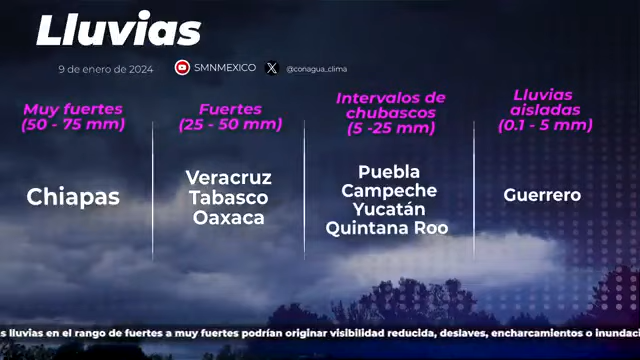 Lluvias
9 de enero de 2024
SMNMEXICO
@conagua_clima
Muy fuertes
(50 - 75 mm)
Chiapas
Fuertes
(25 - 50 mm)
Veracruz
Tabasco
Oaxaca
Intervalos de
chubascos
(5 -25 mm)
Puebla
Campeche
Yucatán
Quintana Roo
Lluvias
aisladas
(0.1 - 5 mm)
Guerrero
s lluvias en el rango de fuertes a muy fuertes podrían originar visibilidad reducida, deslaves, encharcamientos o inundaci